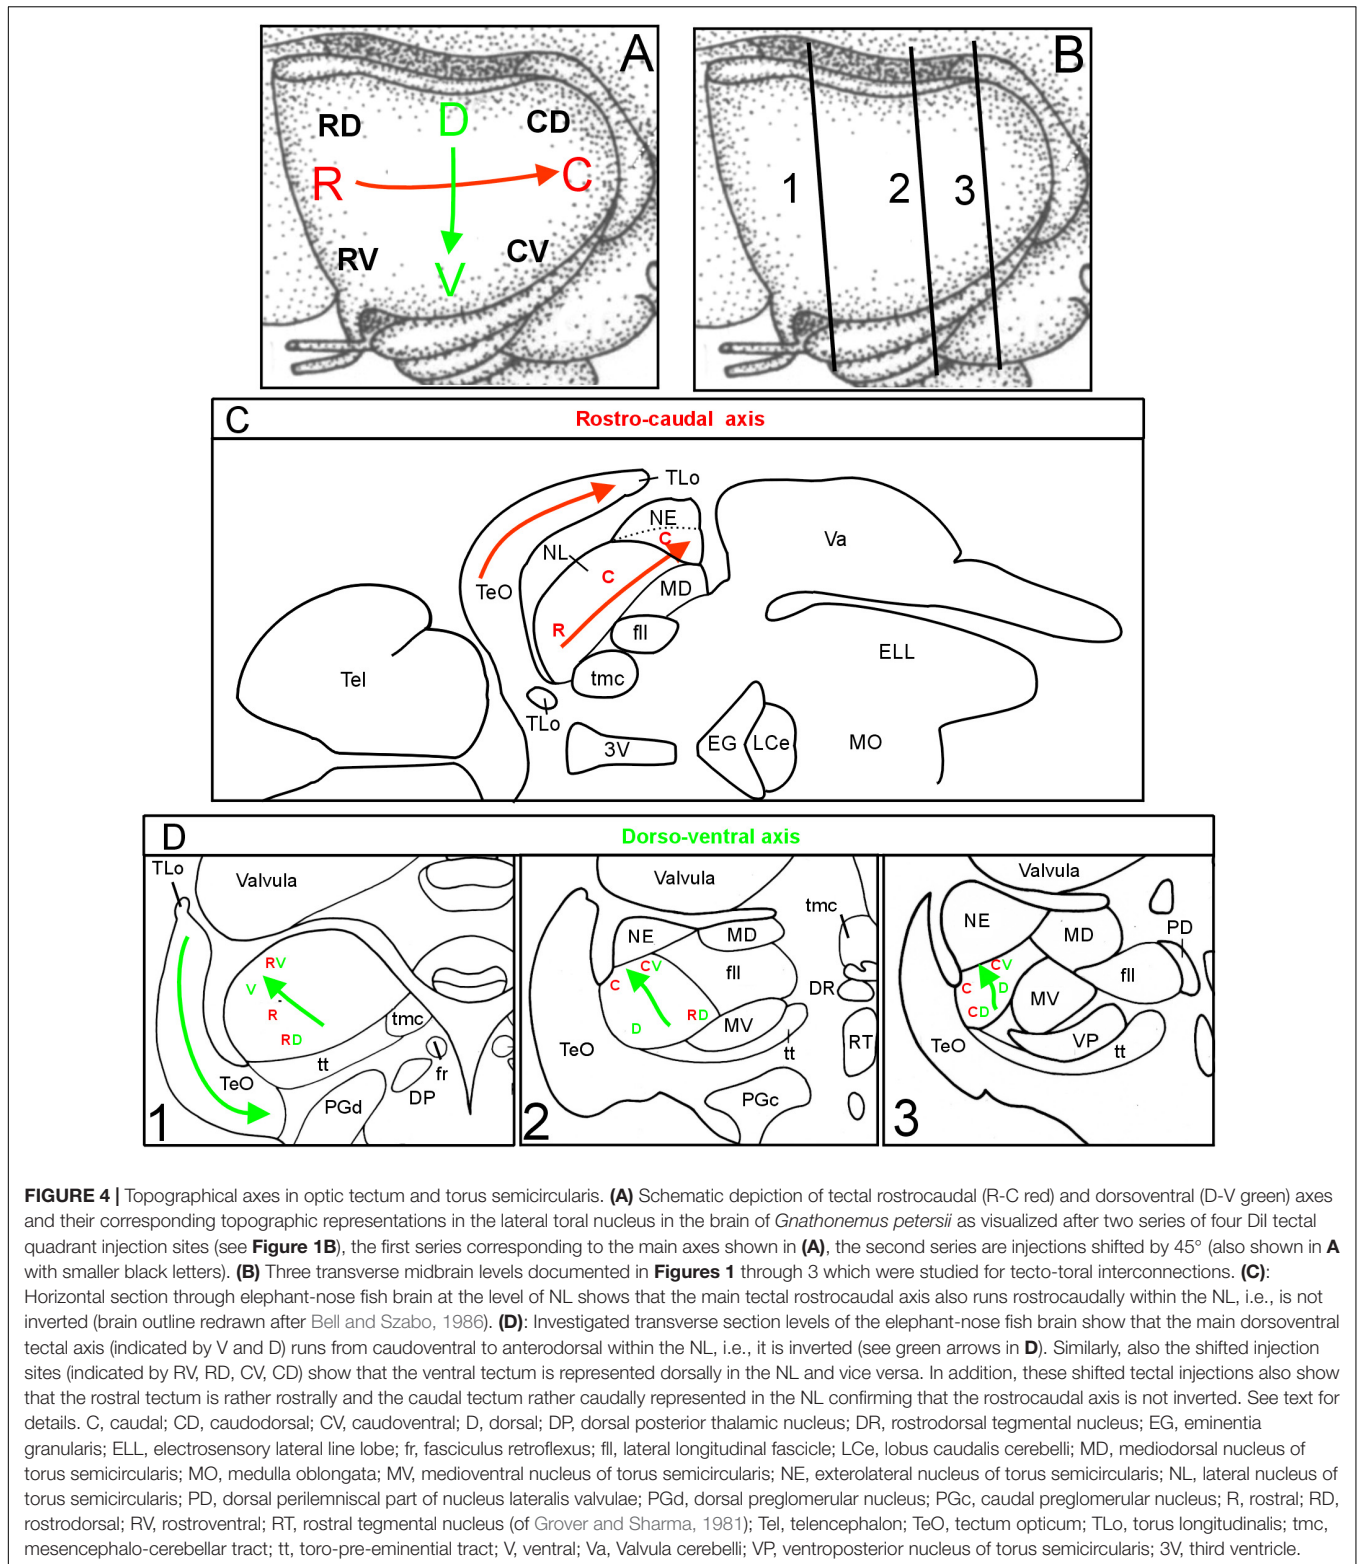 A
RD
D
CD
R
C
RV
CV
V
B
1
2
3
C
Rostro-caudal axis
TLo
NE
C
NL
Va
C
TeO
MD
R
fll
ELL
Tel
tmc
TLo
3V
EG
LCe
MO
D
Dorso-ventral axis
TLo
Valvula
RV
V
R
RD
tmc
tt
fr
TeO
PGd
DP
1
Valvula
tmc
NE
MD
CV
fll
C
DR
RD
D
MV
TeO
tt
RT
PGc
2
Valvula
NE
MD
PD
CV
fll
C
D
MV
CD
TeO
VP
tt
3
FIGURE 4 | Topographical axes in optic tectum and torus semicircularis. (A) Schematic depiction of tectal rostrocaudal (R-C red) and dorsoventral (D-V green) axes
and their corresponding topographic representations in the lateral toral nucleus in the brain of Gnathonemus petersii as visualized after two series of four DiI tectal
quadrant injection sites (see Figure 1B), the first series corresponding to the main axes shown in (A), the second series are injections shifted by 45° (also shown in A
with smaller black letters). (B) Three transverse midbrain levels documented in Figures 1 through 3 which were studied for tecto-toral interconnections. (C):
Horizontal section through elephant-nose fish brain at the level of NL shows that the main tectal rostrocaudal axis also runs rostrocaudally within the NL, i.e., is not
inverted (brain outline redrawn after Bell and Szabo, 1986). (D): Investigated transverse section levels of the elephant-nose fish brain show that the main dorsoventral
tectal axis (indicated by V and D) runs from caudoventral to anterodorsal within the NL, i.e., it is inverted (see green arrows in D). Similarly, also the shifted injection
sites (indicated by RV, RD, CV, CD) show that the ventral tectum is represented dorsally in the NL and vice versa. In addition, these shifted tectal injections also show
that the rostral tectum is rather rostrally and the caudal tectum rather caudally represented in the NL confirming that the rostrocaudal axis is not inverted. See text for
details. C, caudal; CD, caudodorsal; CV, caudoventral; D, dorsal; DP, dorsal posterior thalamic nucleus; DR, rostrodorsal tegmental nucleus; EG, eminentia
granularis; ELL, electrosensory lateral line lobe; fr, fasciculus retroflexus; fll, lateral longitudinal fascicle; LCe, lobus caudalis cerebelli; MD, mediodorsal nucleus of
torus semicircularis; MO, medulla oblongata; MV, medioventral nucleus of torus semicircularis; NE, exterolateral nucleus of torus semicircularis; NL, lateral nucleus of
torus semicircularis; PD, dorsal perilemniscal part of nucleus lateralis valvulae; PGd, dorsal preglomerular nucleus; PGc, caudal preglomerular nucleus; R, rostral; RD,
rostrodorsal; RV, rostroventral; RT, rostral tegmental nucleus (of Grover and Sharma, 1981); Tel, telencephalon; TeO, tectum opticum; TLo, torus longitudinalis; tmc,
mesencephalo-cerebellar tract; tt, toro-pre-eminential tract; V, ventral; Va, Valvula cerebelli; VP, ventroposterior nucleus of torus semicircularis; 3V, third ventricle.